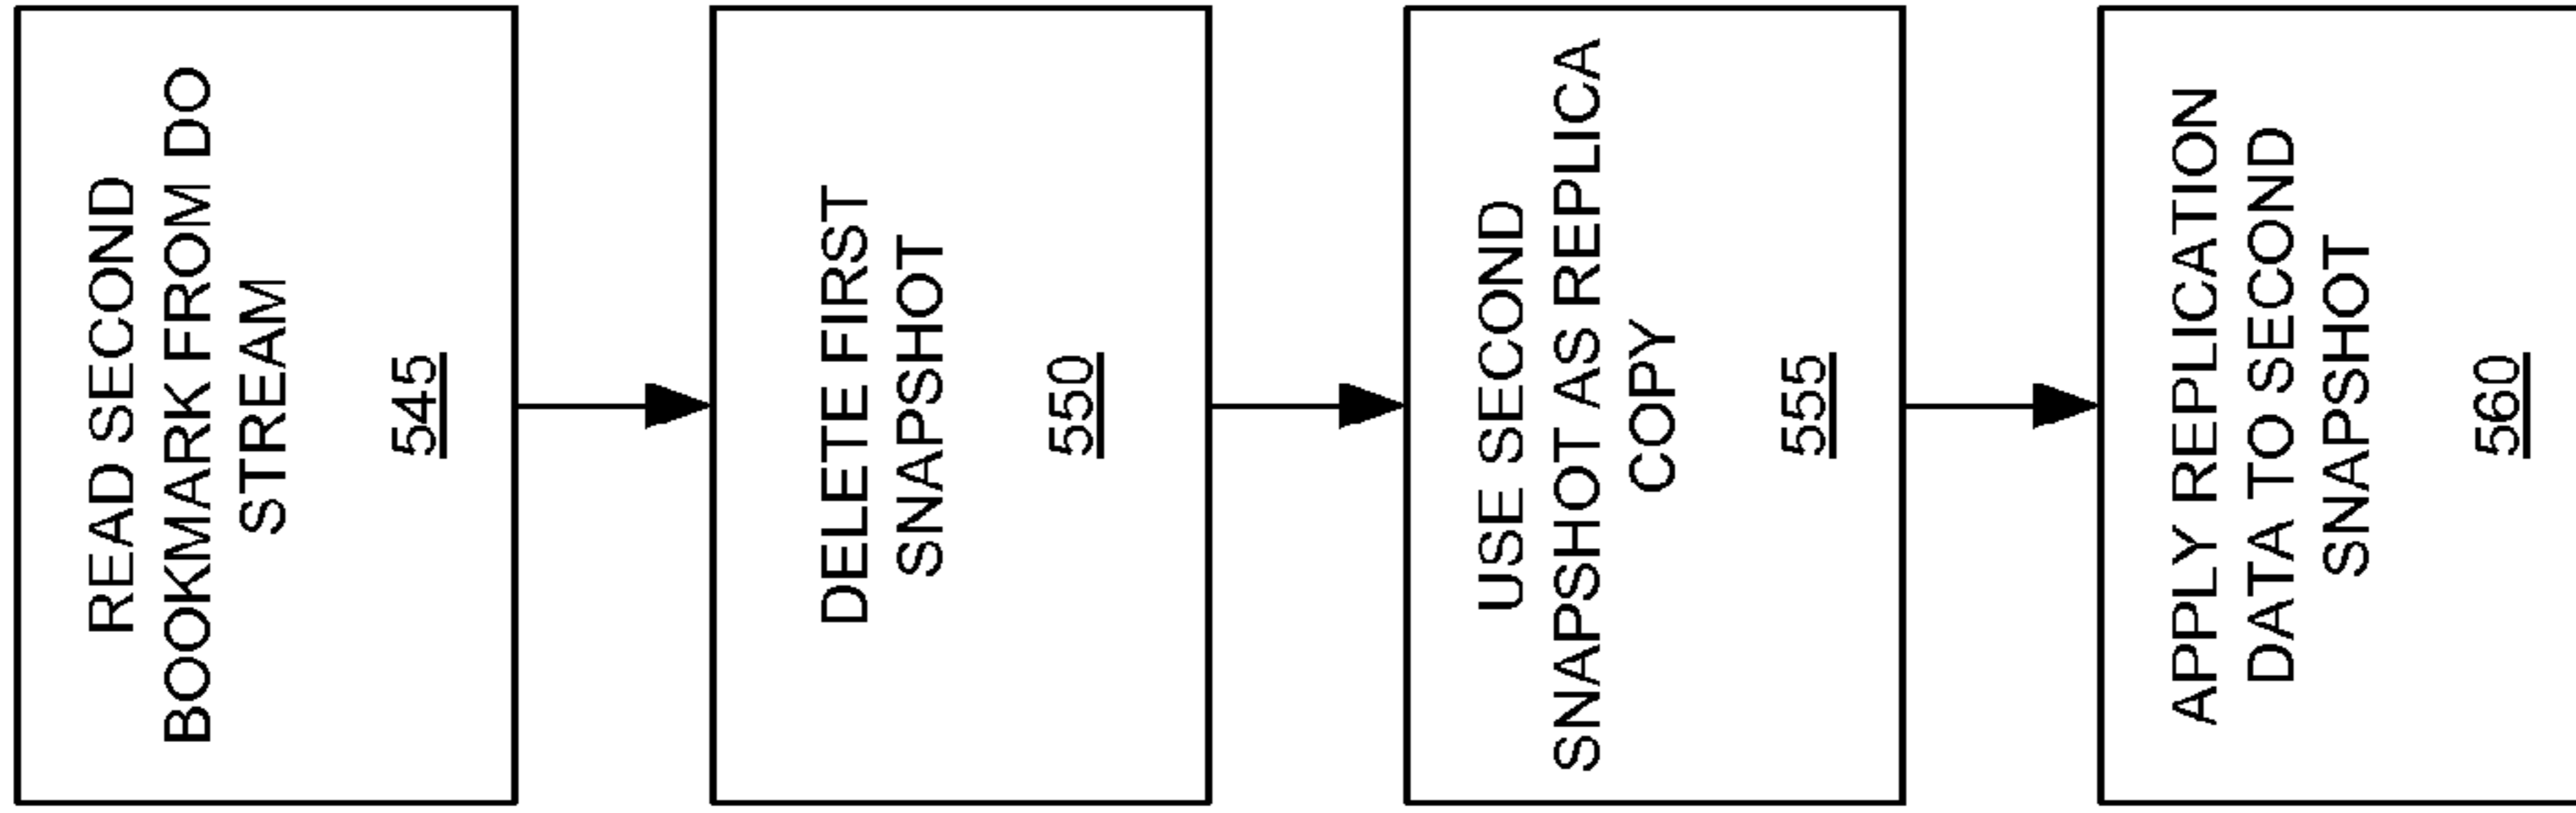 READ SECOND
BOOKMARK FROM DO
STREAM
545
DELETE FIRST
SNAPSHOT
550
USE SECOND
SNAPSHOT AS REPLICA
COPY
555
APPLY REPLICATION
DATA TO SECOND
SNAPSHOT
560